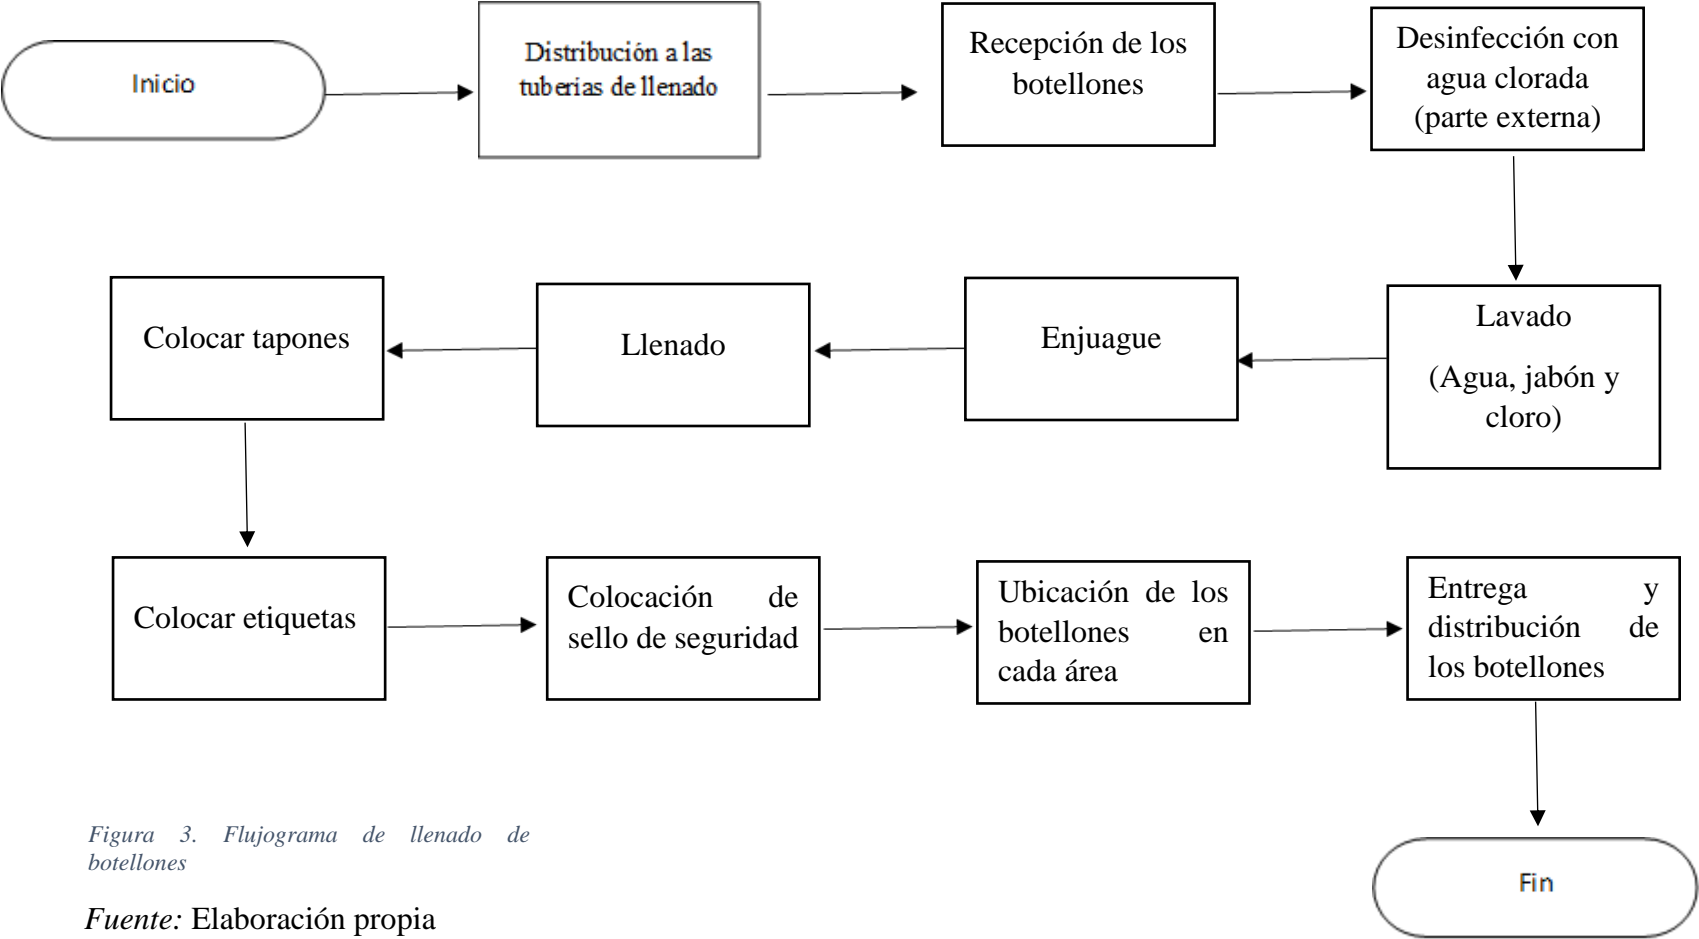 Inicio
Distribución a las
tuberías de llenado
Recepción de los
botellones
Desinfección con
agua clorada
(parte externa)
Lavado
(Agua, jabón y
cloro)
Enjuague
Llenado
Colocar tapones
Colocar etiquetas
Colocación de
sello de seguridad
Ubicación de los
botellones en
cada área
Entrega y
distribución de
los botellones
Fin
Figura 3. Flujograma de llenado de
botellones
Fuente: Elaboración propia